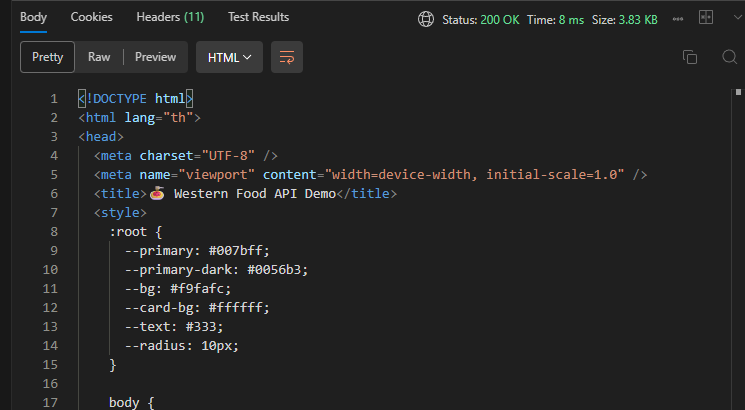 Body Cookies Headers (11) Test Results Status: 200 OK Time: 8 ms Size: 3.83 KB
Pretty Raw Preview HTML
1 <!DOCTYPE html>
2 <html lang="th">
3 <head>
4 <meta charset="UTF-8" />
5 <meta name="viewport" content="width=device-width, initial-scale=1.0" />
6 <title>🍝 Western Food API Demo</title>
7 <style>
8 :root {
9 --primary: #007bff;
10 --primary-dark: #0056b3;
11 --bg: #f9fafc;
12 --card-bg: #ffffff;
13 --text: #333;
14 --radius: 10px;
15 }
16
17 body {